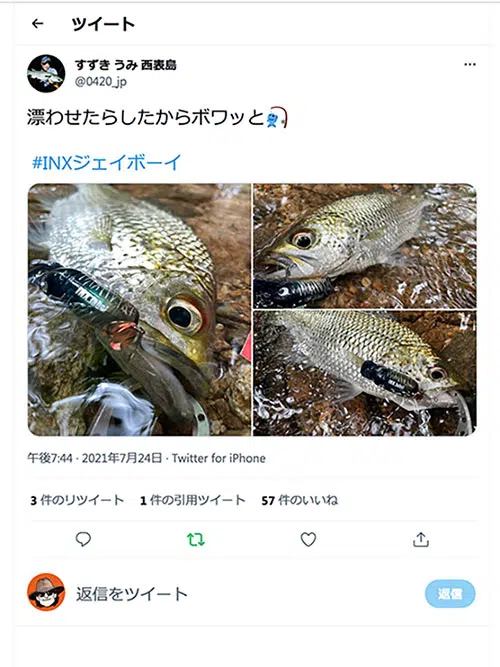 ツイート
すずき うみ 西表島
@0420_jp
漂わせたらしたからボワッと🎣
#INXジェイボーイ
午後7:44 · 2021年7月24日 · Twitter for iPhone
3 件のリツイート 1 件の引用ツイート 57 件のいいね
返信をツイート
返信